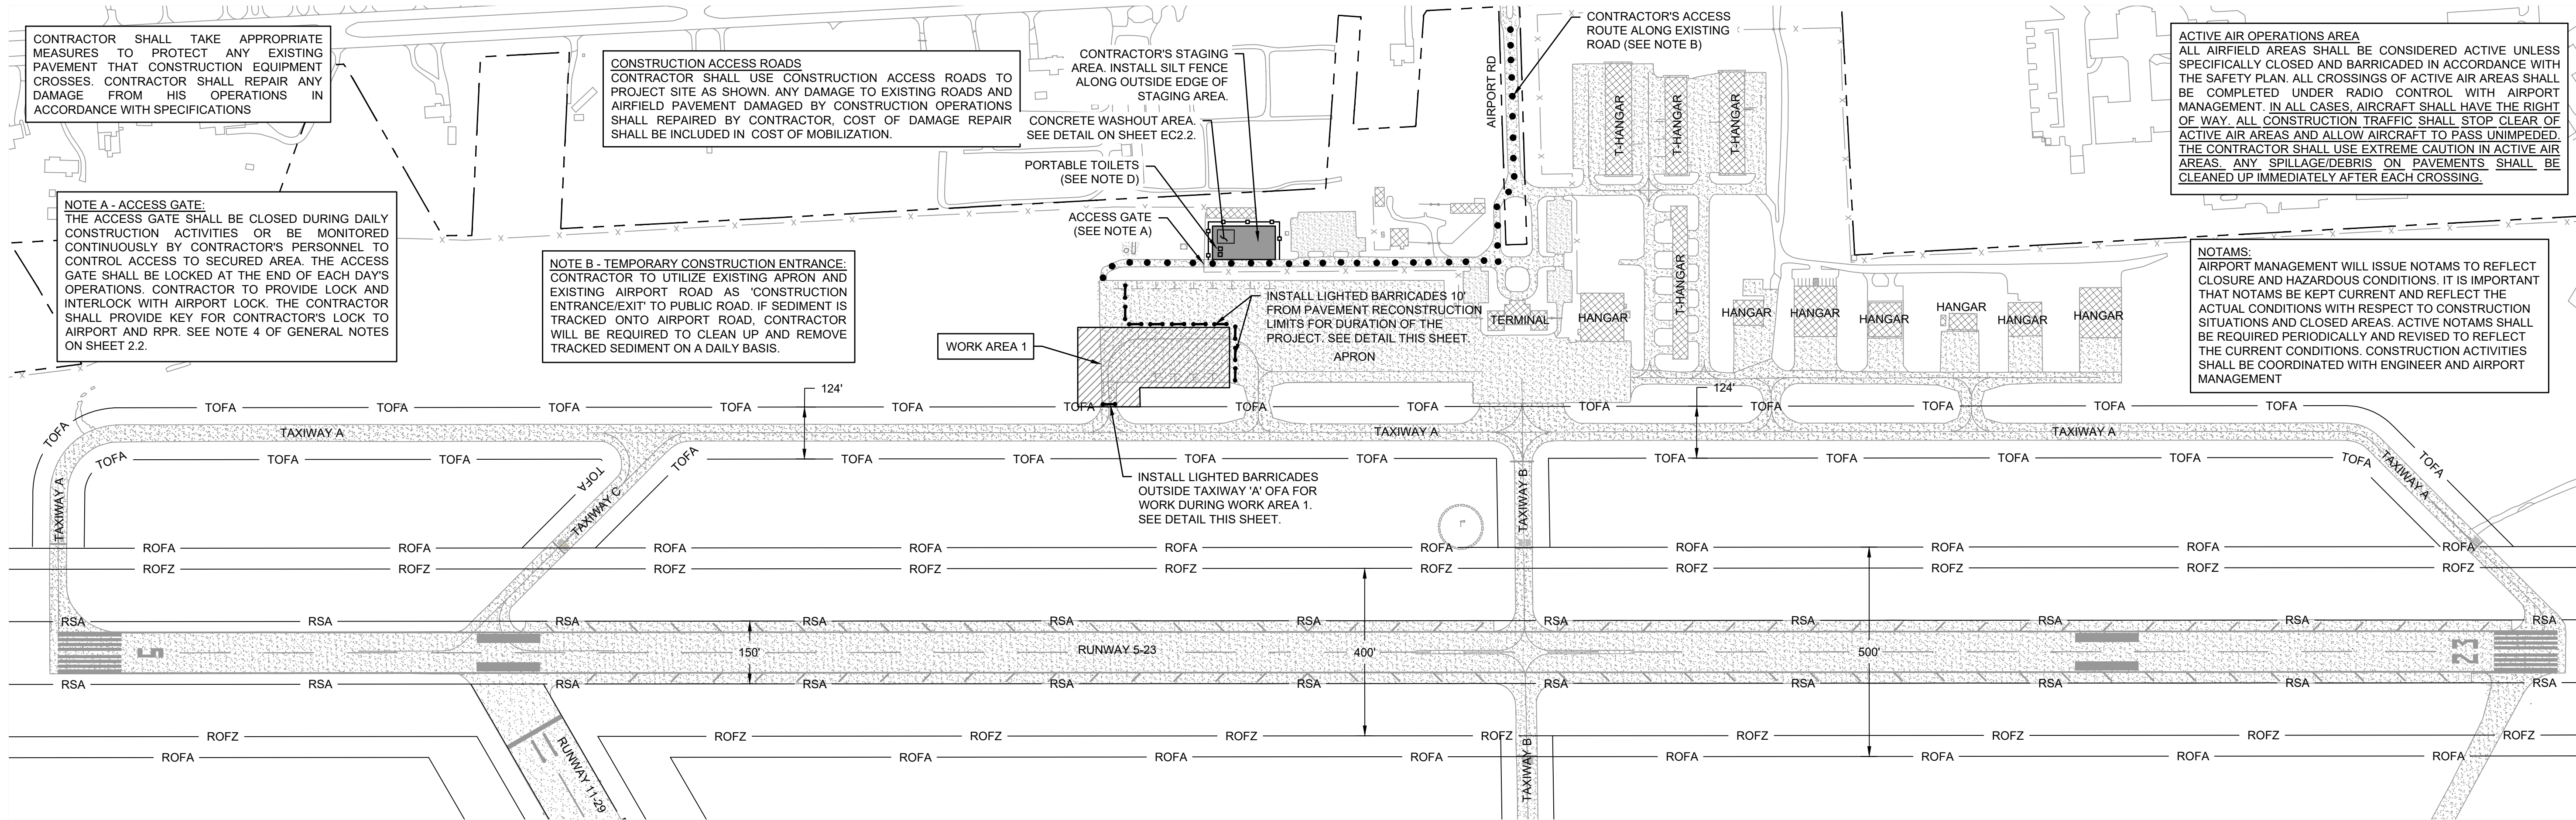 CONTRACTOR SHALL TAKE APPROPRIATE
MEASURES TO PROTECT ANY EXISTING
PAVEMENT THAT CONSTRUCTION EQUIPMENT
CROSSES. CONTRACTOR SHALL REPAIR ANY
DAMAGE FROM HIS OPERATIONS IN
ACCORDANCE WITH SPECIFICATIONS
CONSTRUCTION ACCESS ROADS
CONTRACTOR SHALL USE CONSTRUCTION ACCESS ROADS TO
PROJECT SITE AS SHOWN. ANY DAMAGE TO EXISTING ROADS AND
AIRFIELD PAVEMENT DAMAGED BY CONSTRUCTION OPERATIONS
SHALL REPAIRED BY CONTRACTOR, COST OF DAMAGE REPAIR
SHALL BE INCLUDED IN COST OF MOBILIZATION.
CONTRACTOR'S STAGING
AREA. INSTALL SILT FENCE
ALONG OUTSIDE EDGE OF
STAGING AREA.
CONCRETE WASHOUT AREA.
SEE DETAIL ON SHEET EC2.2.
PORTABLE TOILETS
(SEE NOTE D)
ACCESS GATE
(SEE NOTE A)
AIRPORT RD
CONTRACTOR'S ACCESS
ROUTE ALONG EXISTING
ROAD (SEE NOTE B)
T-HANGAR
T-HANGAR
T-HANGAR
ACTIVE AIR OPERATIONS AREA
ALL AIRFIELD AREAS SHALL BE CONSIDERED ACTIVE UNLESS
SPECIFICALLY CLOSED AND BARRICADED IN ACCORDANCE WITH
THE SAFETY PLAN. ALL CROSSINGS OF ACTIVE AIR AREAS SHALL
BE COMPLETED UNDER RADIO CONTROL WITH AIRPORT
MANAGEMENT. IN ALL CASES, AIRCRAFT SHALL HAVE THE RIGHT
OF WAY. ALL CONSTRUCTION TRAFFIC SHALL STOP CLEAR OF
ACTIVE AIR AREAS AND ALLOW AIRCRAFT TO PASS UNIMPEDED.
THE CONTRACTOR SHALL USE EXTREME CAUTION IN ACTIVE AIR
AREAS. ANY SPILLAGE/DEBRIS ON PAVEMENTS SHALL BE
CLEANED UP IMMEDIATELY AFTER EACH CROSSING.
NOTE A - ACCESS GATE:
THE ACCESS GATE SHALL BE CLOSED DURING DAILY
CONSTRUCTION ACTIVITIES OR BE MONITORED
CONTINUOUSLY BY CONTRACTOR'S PERSONNEL TO
CONTROL ACCESS TO SECURED AREA. THE ACCESS
GATE SHALL BE LOCKED AT THE END OF EACH DAY'S
OPERATIONS. CONTRACTOR TO PROVIDE LOCK AND
INTERLOCK WITH AIRPORT LOCK. THE CONTRACTOR
SHALL PROVIDE KEY FOR CONTRACTOR'S LOCK TO
AIRPORT AND RPR. SEE NOTE 4 OF GENERAL NOTES
ON SHEET 2.2.
NOTE B - TEMPORARY CONSTRUCTION ENTRANCE:
CONTRACTOR TO UTILIZE EXISTING APRON AND
EXISTING AIRPORT ROAD AS 'CONSTRUCTION
ENTRANCE/EXIT' TO PUBLIC ROAD. IF SEDIMENT IS
TRACKED ONTO AIRPORT ROAD, CONTRACTOR
WILL BE REQUIRED TO CLEAN UP AND REMOVE
TRACKED SEDIMENT ON A DAILY BASIS.
WORK AREA 1
INSTALL LIGHTED BARRICADES 10'
FROM PAVEMENT RECONSTRUCTION
LIMITS FOR DURATION OF THE
PROJECT. SEE DETAIL THIS SHEET.
APRON
TERMINAL
HANGAR
T-HANGAR
HANGAR
HANGAR
HANGAR
HANGAR
HANGAR
HANGAR
NOTAMS:
AIRPORT MANAGEMENT WILL ISSUE NOTAMS TO REFLECT
CLOSURE AND HAZARDOUS CONDITIONS. IT IS IMPORTANT
THAT NOTAMS BE KEPT CURRENT AND REFLECT THE
ACTUAL CONDITIONS WITH RESPECT TO CONSTRUCTION
SITUATIONS AND CLOSED AREAS. ACTIVE NOTAMS SHALL
BE REQUIRED PERIODICALLY AND REVISED TO REFLECT
THE CURRENT CONDITIONS. CONSTRUCTION ACTIVITIES
SHALL BE COORDINATED WITH ENGINEER AND AIRPORT
MANAGEMENT
124' 124'
TOFA TOFA TOFA TOFA TOFA TOFA TOFA TOFA TOFA TOFA TOFA TOFA TOFA
TOFA TAXIWAY A TAXIWAY A TAXIWAY A TOFA
TOFA TOFA TOFA TOFA TOFA TOFA TOFA TOFA TOFA TOFA TOFA TOFA TOFA TOFA
TAXIWAY A TOFA TAXIWAY C TAXIWAY B TAXIWAY A
INSTALL LIGHTED BARRICADES
OUTSIDE TAXIWAY 'A' OFA FOR
WORK DURING WORK AREA 1.
SEE DETAIL THIS SHEET.
ROFA ROFA ROFA ROFA ROFA ROFA ROFA ROFA ROFA ROFA
ROFZ ROFZ ROFZ ROFZ ROFZ ROFZ ROFZ ROFZ ROFZ ROFZ
RSA RSA RSA RSA RSA RSA RSA RSA RSA RSA RSA
5 150' RUNWAY 5-23 400' 500' 23
RSA RSA RSA RSA RSA RSA RSA RSA RSA RSA RSA
ROFZ ROFZ ROFZ ROFZ ROFZ ROFZ ROFZ ROFZ ROFZ ROFZ
ROFA ROFA ROFA ROFA ROFA ROFA ROFA ROFA
RUNWAY 11-29 TAXIWAY B